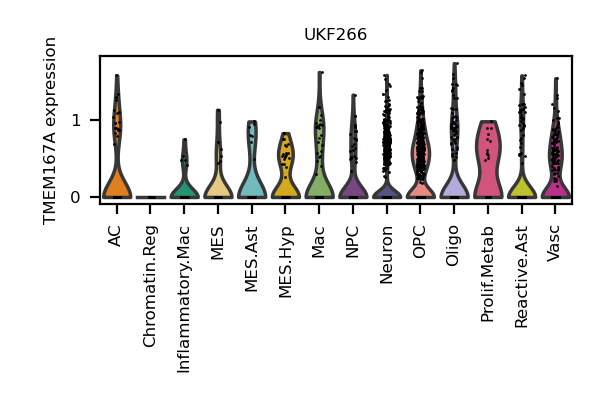 UKF266
TMEM167A expression
1
0
AC
Chromatin.Reg
Inflammatory.Mac
MES
MES.Ast
MES.Hyp
Mac
NPC
Neuron
OPC
Oligo
Prolif.Metab
Reactive.Ast
Vasc